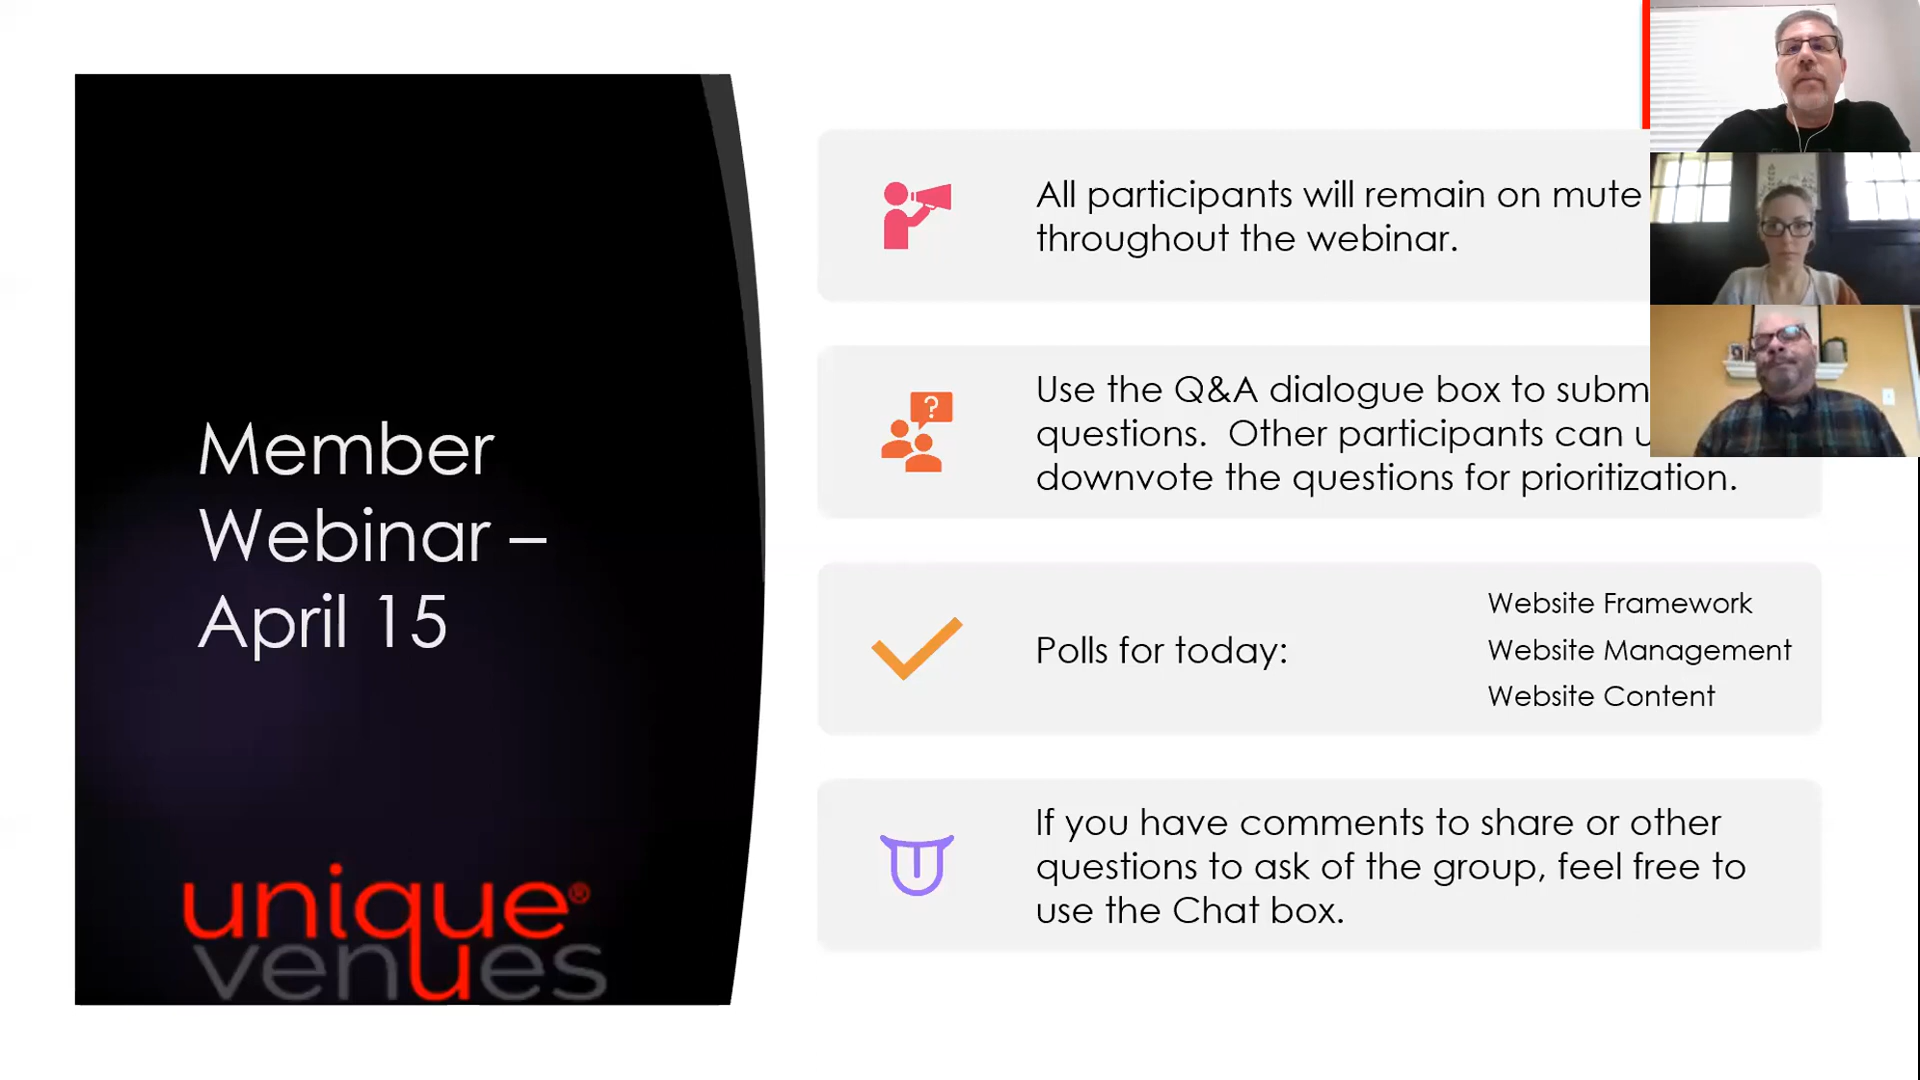 Member
Webinar –
April 15
unique®
venues
All participants will remain on mute
throughout the webinar.
?
Use the Q&A dialogue box to subm
questions.  Other participants can u
downvote the questions for prioritization.
Polls for today:
Website Framework
Website Management
Website Content
If you have comments to share or other
questions to ask of the group, feel free to
use the Chat box.